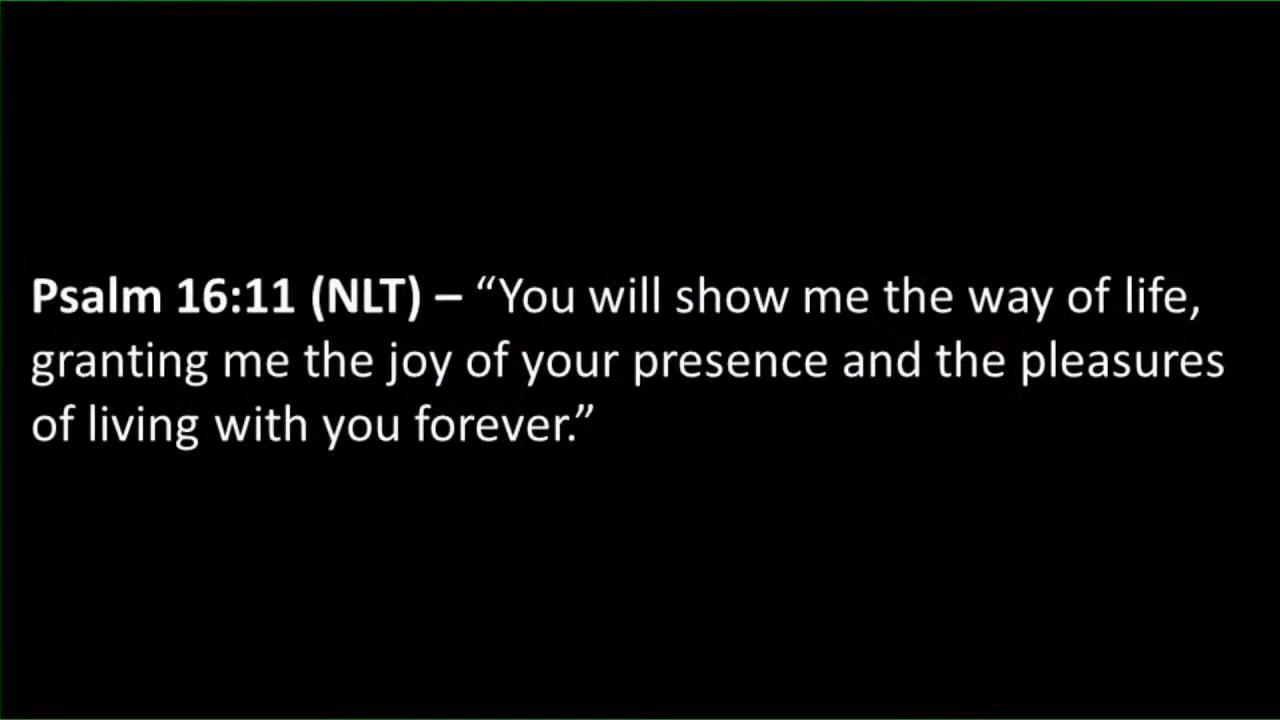 Psalm 16:11 (NLT) – “You will show me the way of life,
granting me the joy of your presence and the pleasures
of living with you forever.”